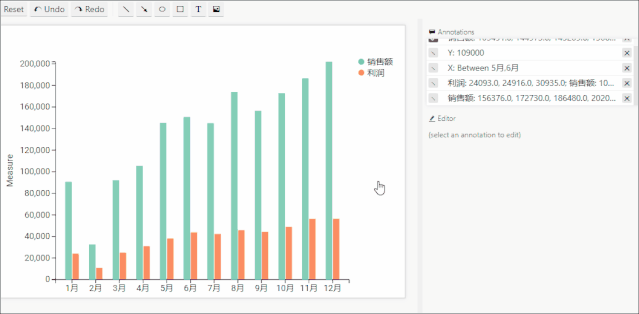 Reset Undo Redo T
Annotations
Y: 109000
X: Between 5月,6月
利润: 24093.0, 24916.0, 30935.0; 销售额: 10...
销售额: 156376.0, 172730.0, 186480.0, 2020...
Editor
(select an annotation to edit)
销售额
利润
Measure
200,000
180,000
160,000
140,000
120,000
100,000
80,000
60,000
40,000
20,000
0
1月 2月 3月 4月 5月 6月 7月 8月 9月 10月 11月 12月